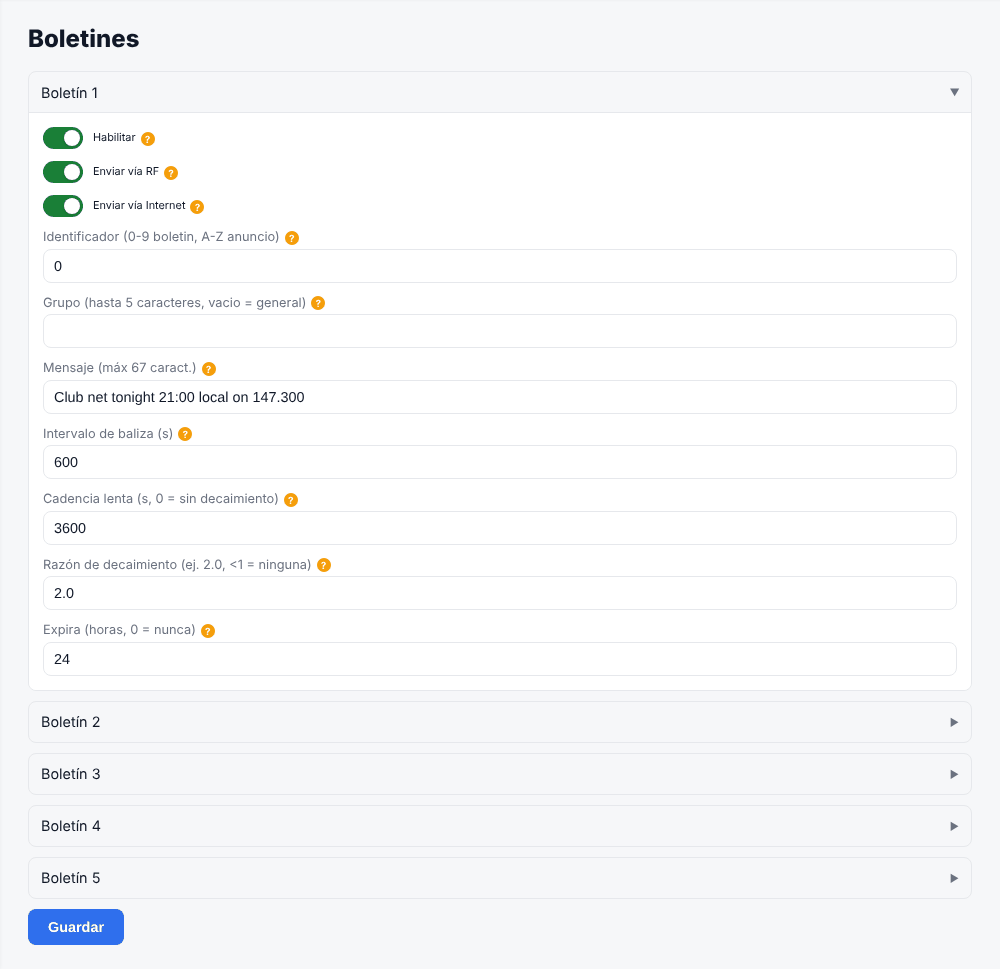 Boletines
Boletín 1
Habilitar ?
Enviar vía RF ?
Enviar vía Internet ?
Identificador (0-9 boletin, A-Z anuncio) ?
0
Grupo (hasta 5 caracteres, vacio = general) ?
Mensaje (máx 67 caract.) ?
Club net tonight 21:00 local on 147.300
Intervalo de baliza (s) ?
600
Cadencia lenta (s, 0 = sin decaimiento) ?
3600
Razón de decaimiento (ej. 2.0, <1 = ninguna) ?
2.0
Expira (horas, 0 = nunca) ?
24
Boletín 2
Boletín 3
Boletín 4
Boletín 5
Guardar